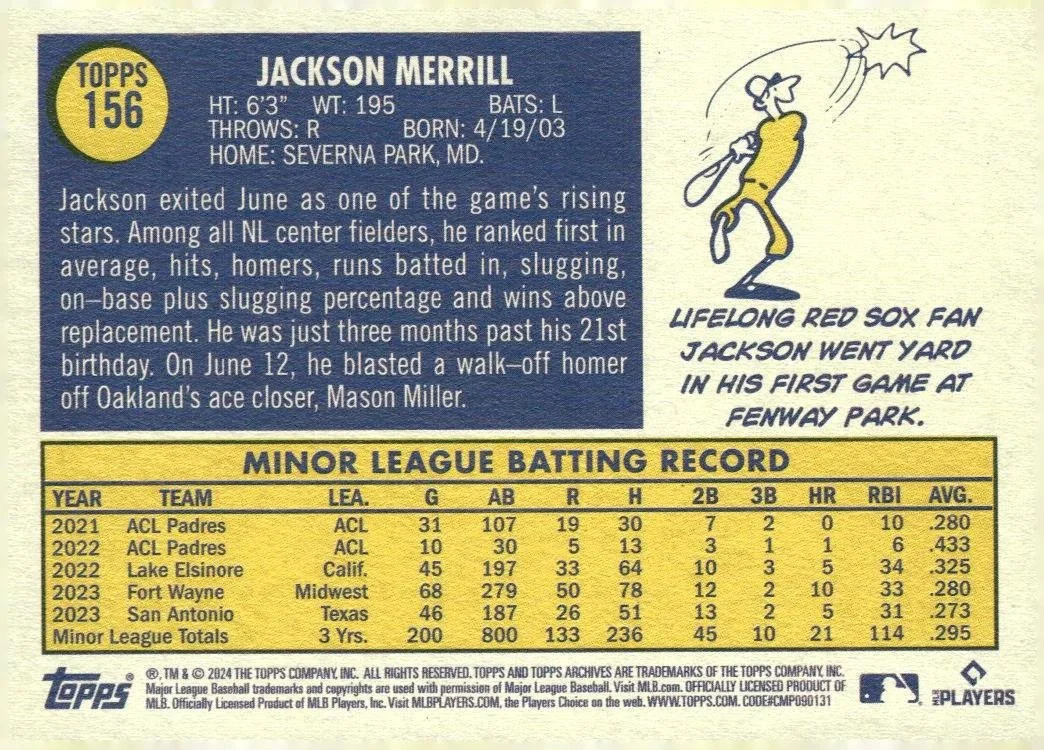 TOPPS
156
JACKSON MERRILL
HT: 6'3" WT: 195 BATS: L
THROWS: R BORN: 4/19/03
HOME: SEVERNA PARK, MD.
Jackson exited June as one of the game's rising
stars. Among all NL center fielders, he ranked first in
average, hits, homers, runs batted in, slugging,
on–base plus slugging percentage and wins above
replacement. He was just three months past his 21st
birthday. On June 12, he blasted a walk–off homer
off Oakland's ace closer, Mason Miller.
LIFELONG RED SOX FAN
JACKSON WENT YARD
IN HIS FIRST GAME AT
FENWAY PARK.
MINOR LEAGUE BATTING RECORD
YEAR TEAM LEA. G AB R H 2B 3B HR RBI AVG.
2021 ACL Padres ACL 31 107 19 30 7 2 0 10 .280
2022 ACL Padres ACL 10 30 5 13 3 1 1 6 .433
2022 Lake Elsinore Calif. 45 197 33 64 10 3 5 34 .325
2023 Fort Wayne Midwest 68 279 50 78 12 2 10 33 .280
2023 San Antonio Texas 46 187 26 51 13 2 5 31 .273
Minor League Totals 3 Yrs. 200 800 133 236 45 10 21 114 .295
topps®
®, TM & © 2024 THE TOPPS COMPANY, INC. ALL RIGHTS RESERVED. TOPPS AND TOPPS ARCHIVES ARE TRADEMARKS OF THE TOPPS COMPANY, INC.
Major League Baseball trademarks and copyrights are used with permission of Major League Baseball. Visit MLB.com. OFFICIALLY LICENSED PRODUCT OF
MLB. Officially Licensed Product of MLB Players, Inc. Visit MLBPLAYERS.COM, the Players Choice on the web. WWW.TOPPS.COM. CODE#CMP090131
MLB PLAYERS